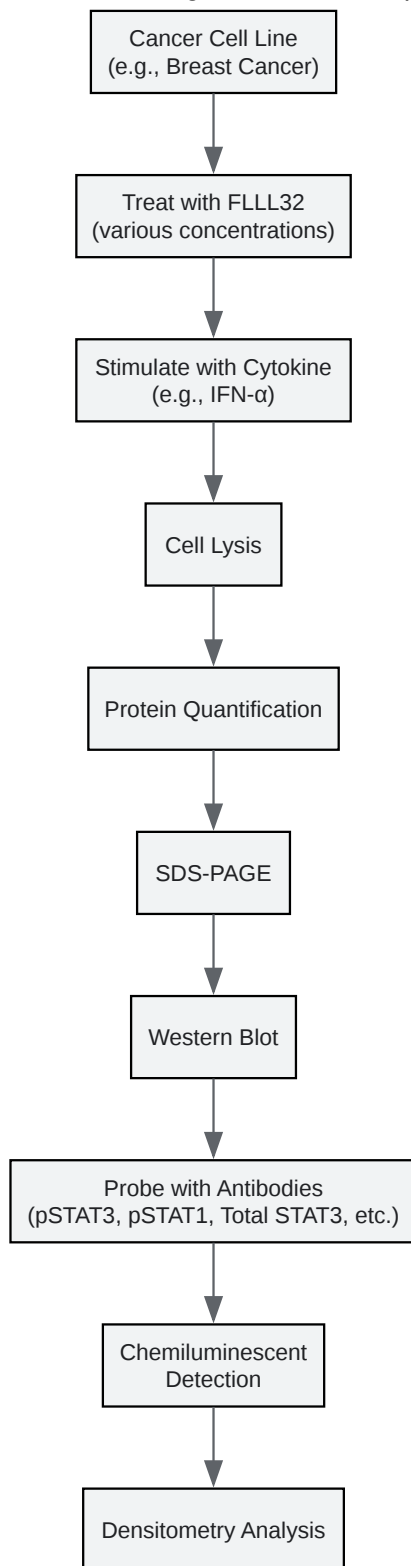 Cancer Cell Line
(e.g., Breast Cancer)
Treat with FLLL32
(various concentrations)
Stimulate with Cytokine
(e.g., IFN-α)
Cell Lysis
Protein Quantification
SDS-PAGE
Western Blot
Probe with Antibodies
(pSTAT3, pSTAT1, Total STAT3, etc.)
Chemiluminescent
Detection
Densitometry Analysis